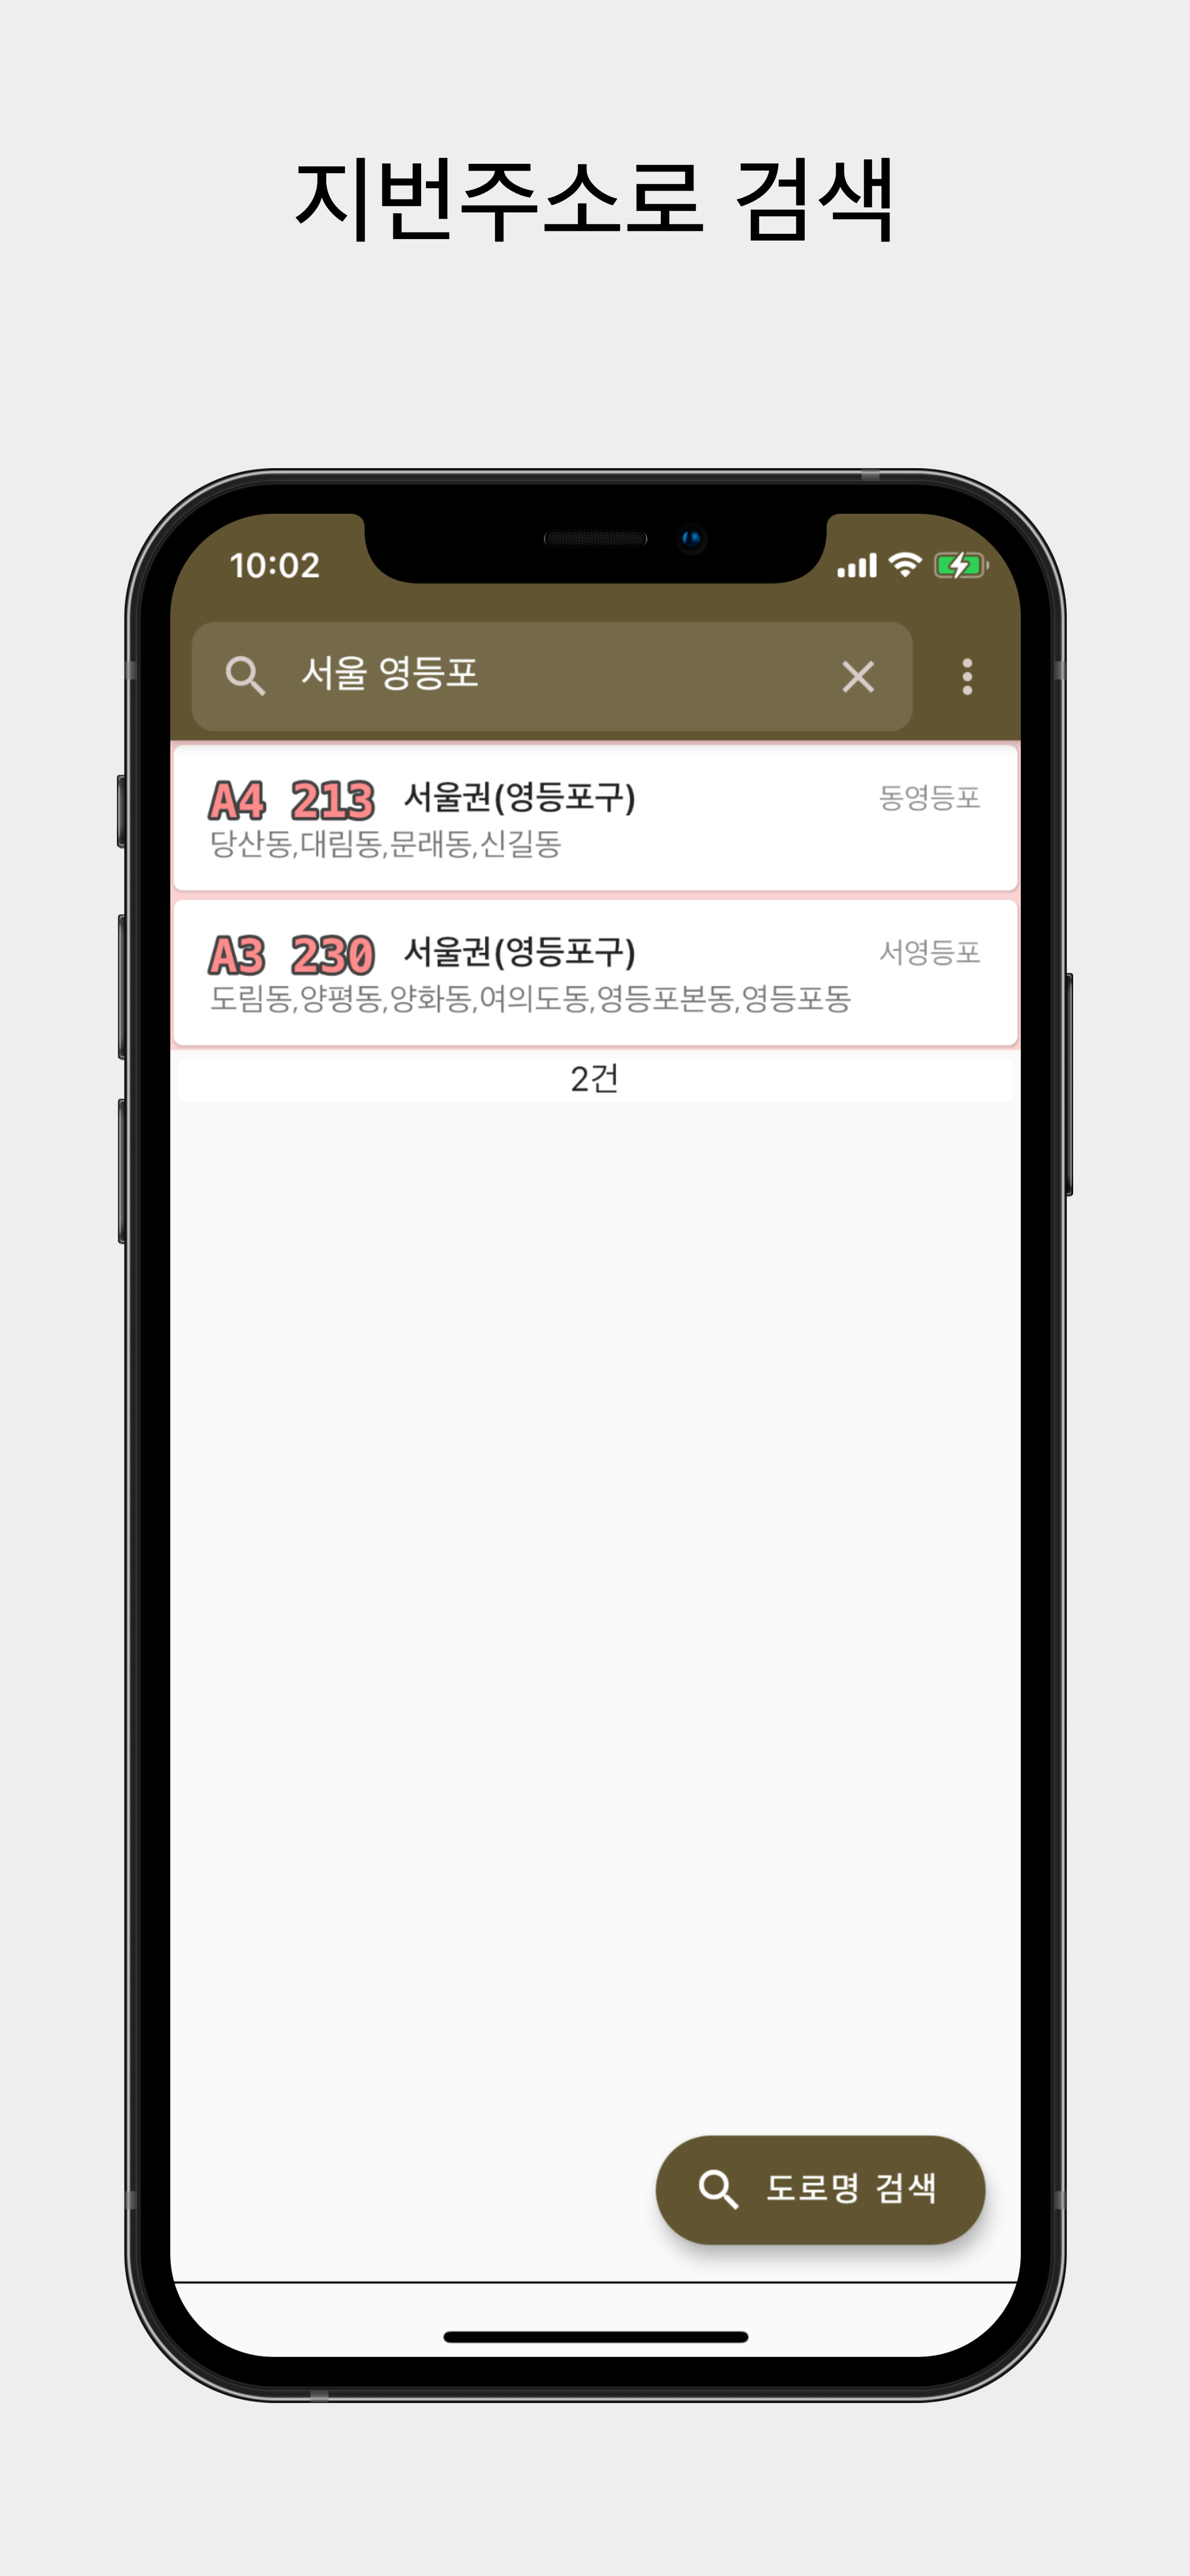 지번주소로 검색
10:02
서울 영등포
A4 213 서울권(영등포구) 동영등포
당산동,대림동,문래동,신길동
A3 230 서울권(영등포구) 서영등포
도림동,양평동,양화동,여의도동,영등포본동,영등포동
2건
도로명 검색